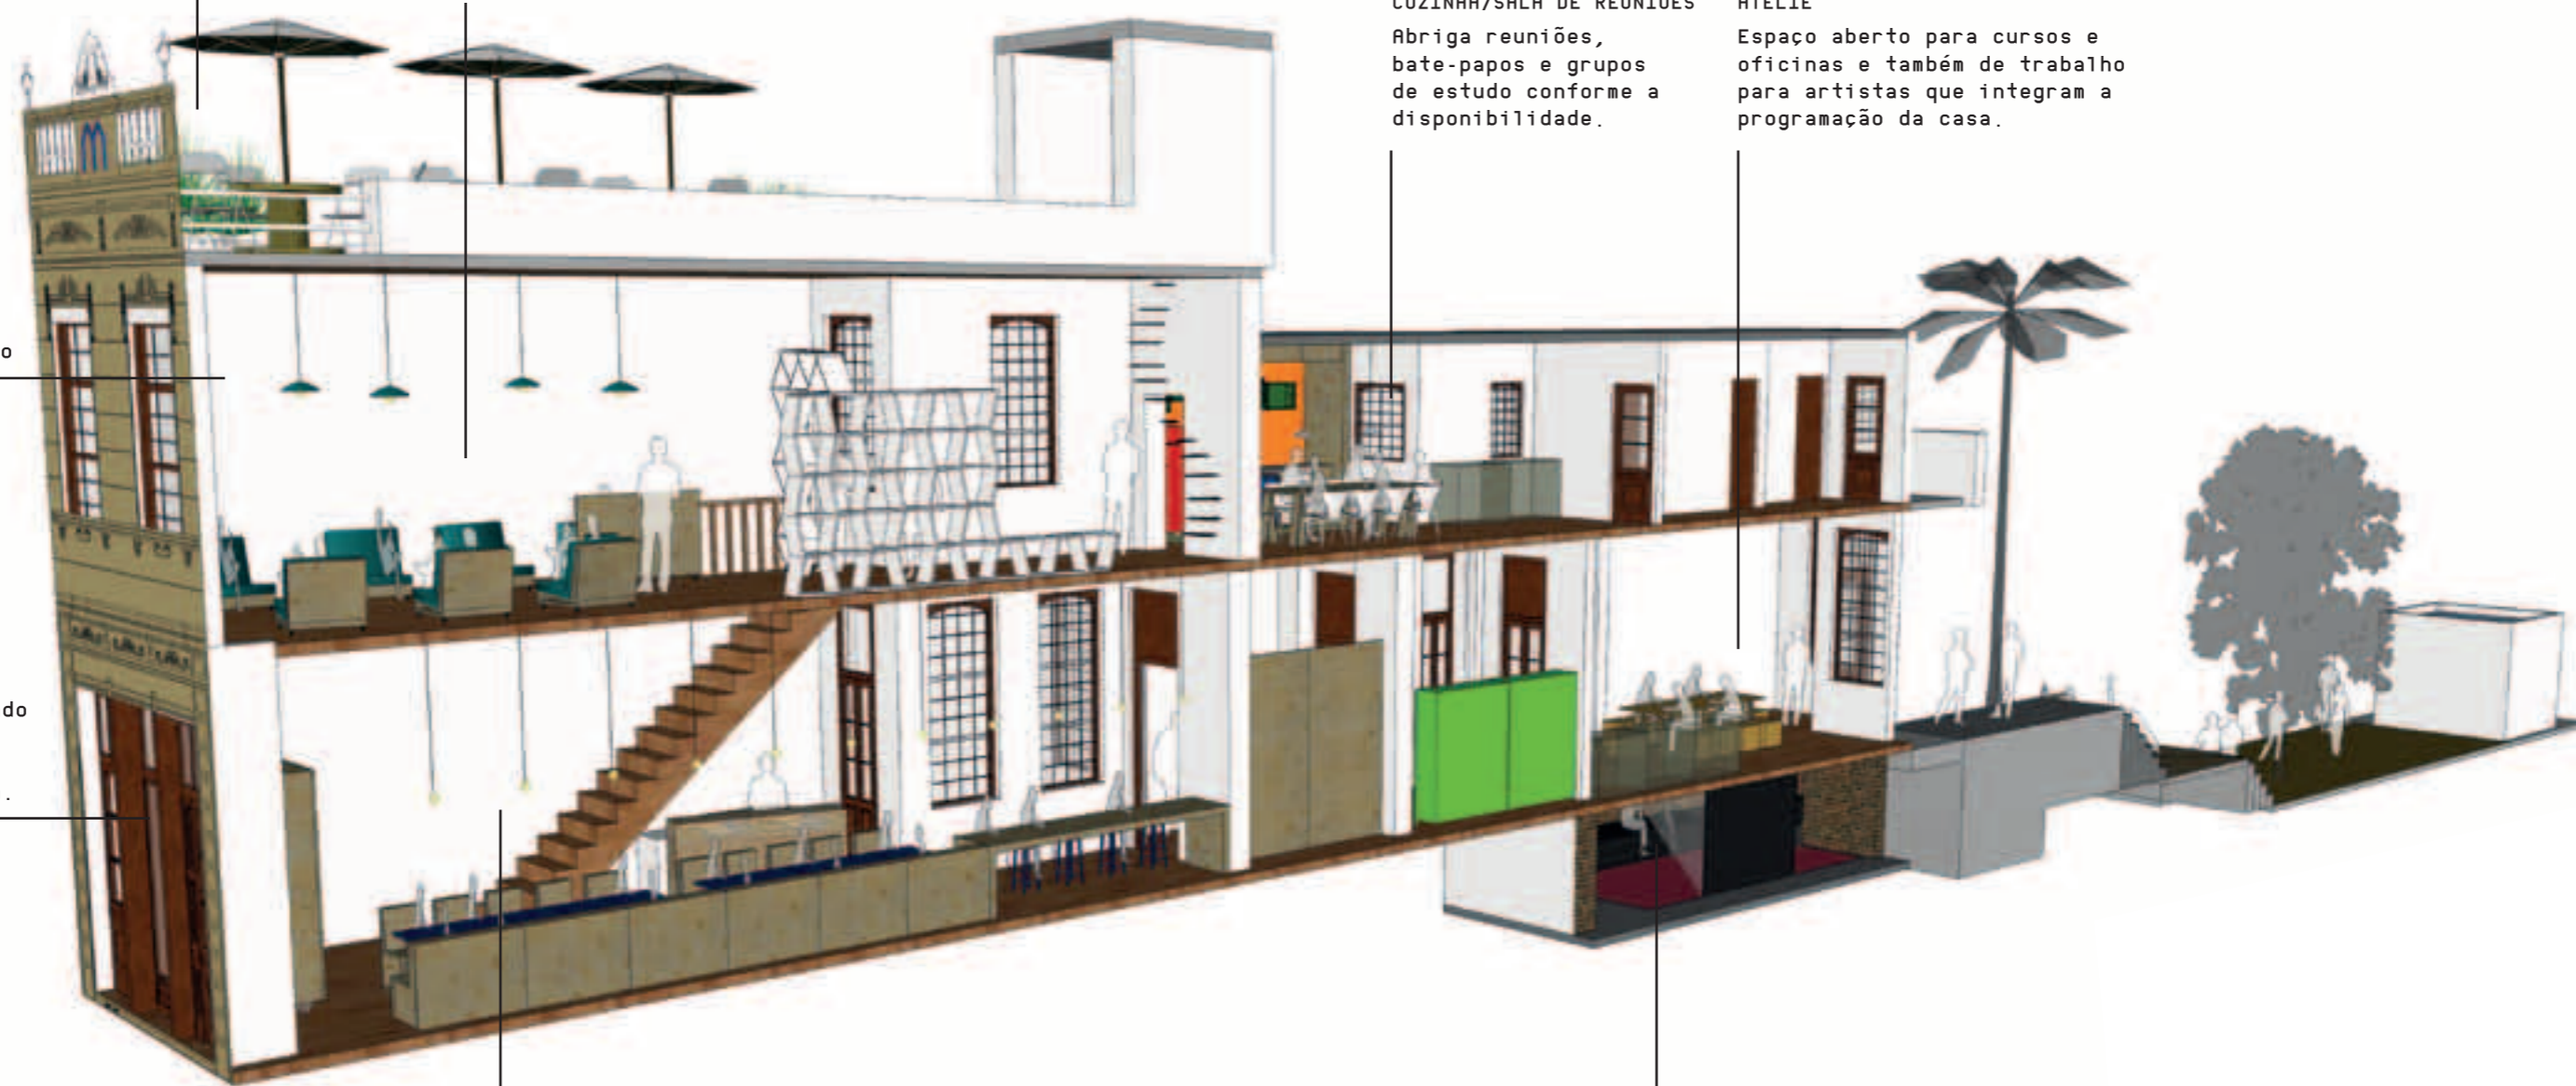 COZINHA/SALA DE REUNIÕES
Abriga reuniões,
bate-papos e grupos
de estudo conforme a
disponibilidade.
ATELIÊ
Espaço aberto para cursos e
oficinas e também de trabalho
para artistas que integram a
programação da casa.
M
o
do
.